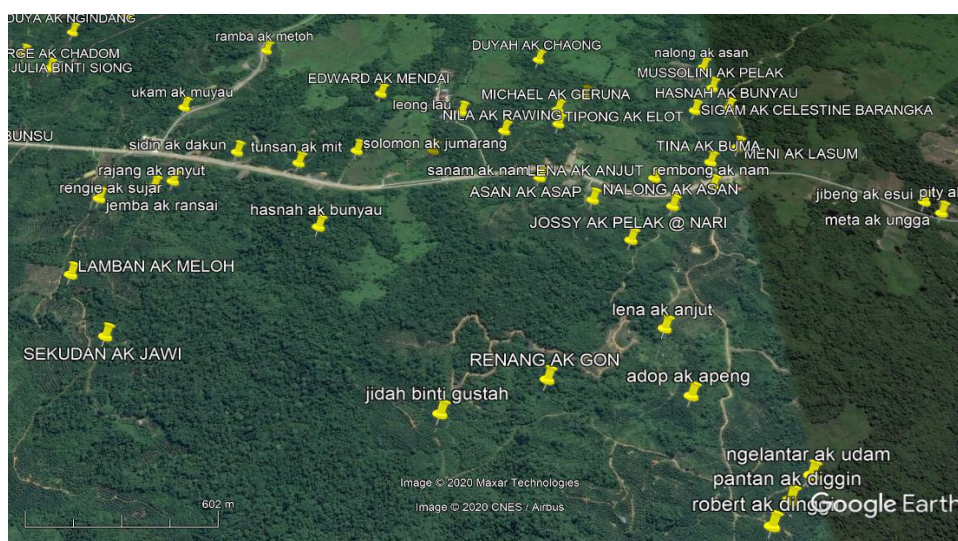 DUYA AK NGINDANG
RGE AK CHADOM
JULIA BINTI SIONG
ramba ak metoh
DUYAH AK CHAONG
nalong ak asan
MUSSOLINI AK PELAK
EDWARD AK MENDAI
ukam ak muyau
leong lau
MICHAEL AK GERUNA
HASNAH AK BUNYAU
NILA AK RAWING
TIPONG AK ELOT
SIGAM AK CELESTINE BARANGKA
BUNSU
sidin ak dakun
tunsan ak mit
solomon ak jumarang
TINA AK BUMA
MENI AK LASUM
rajang ak anyut
sanam ak nam
LENA AK ANJUT
rembong ak nam
rengie ak sujar
ASAN AK ASAP
NALONG AK ASAN
jibeng ak esui
pity a
jemba ak ransai
hasnah ak bunyau
meta ak ungga
JOSSY AK PELAK @ NARI
LAMBAN AK MELOH
lena ak anjut
SEKUDAN AK JAWI
RENANG AK GON
adop ak apeng
jidah binti gustah
ngelantar ak udam
pantan ak diggin
robert ak dinggin
Image © 2020 Maxar Technologies
Image © 2020 CNES / Airbus
602 m
Google Earth